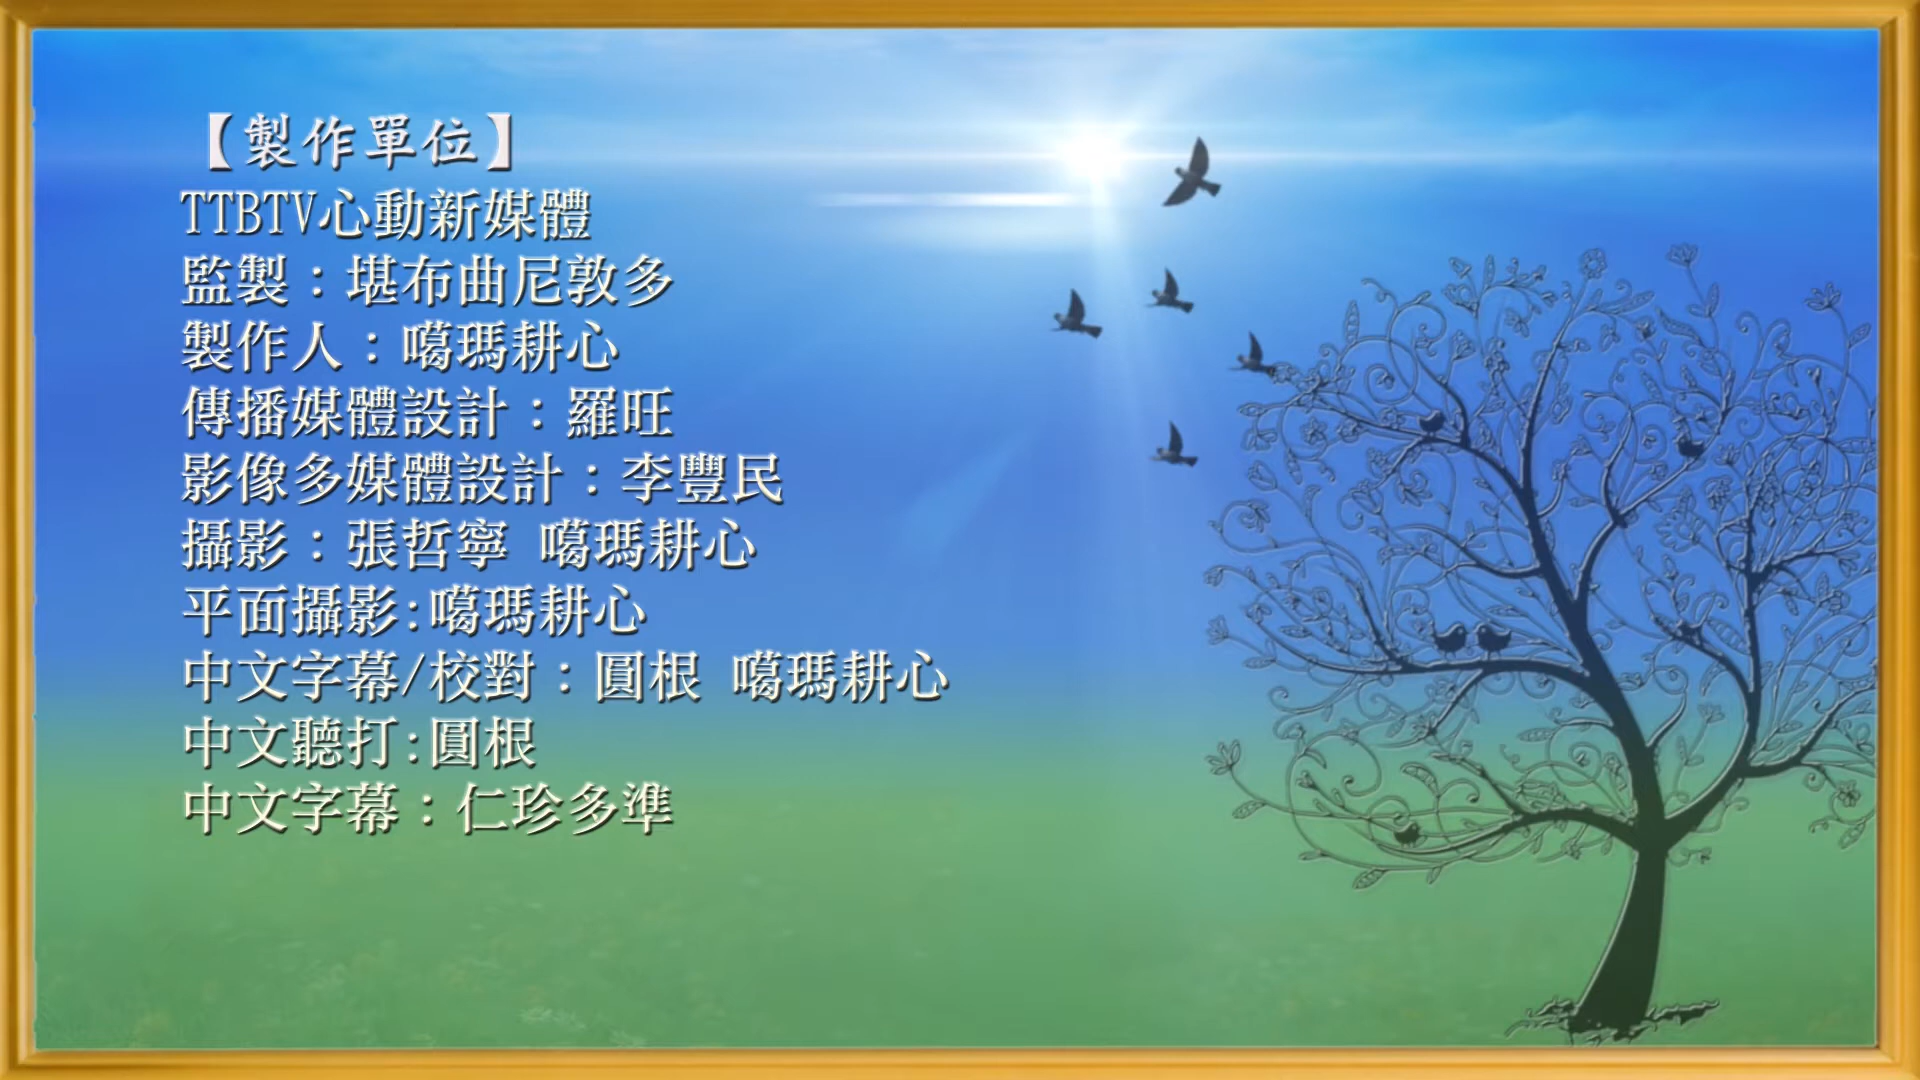 【製作單位】
TTBTV心動新媒體
監製：堪布曲尼敦多
製作人：噶瑪耕心
傳播媒體設計：羅旺
影像多媒體設計：李豐民
攝影：張哲寧 噶瑪耕心
平面攝影:噶瑪耕心
中文字幕/校對：圓根 噶瑪耕心
中文聽打:圓根
中文字幕：仁珍多準